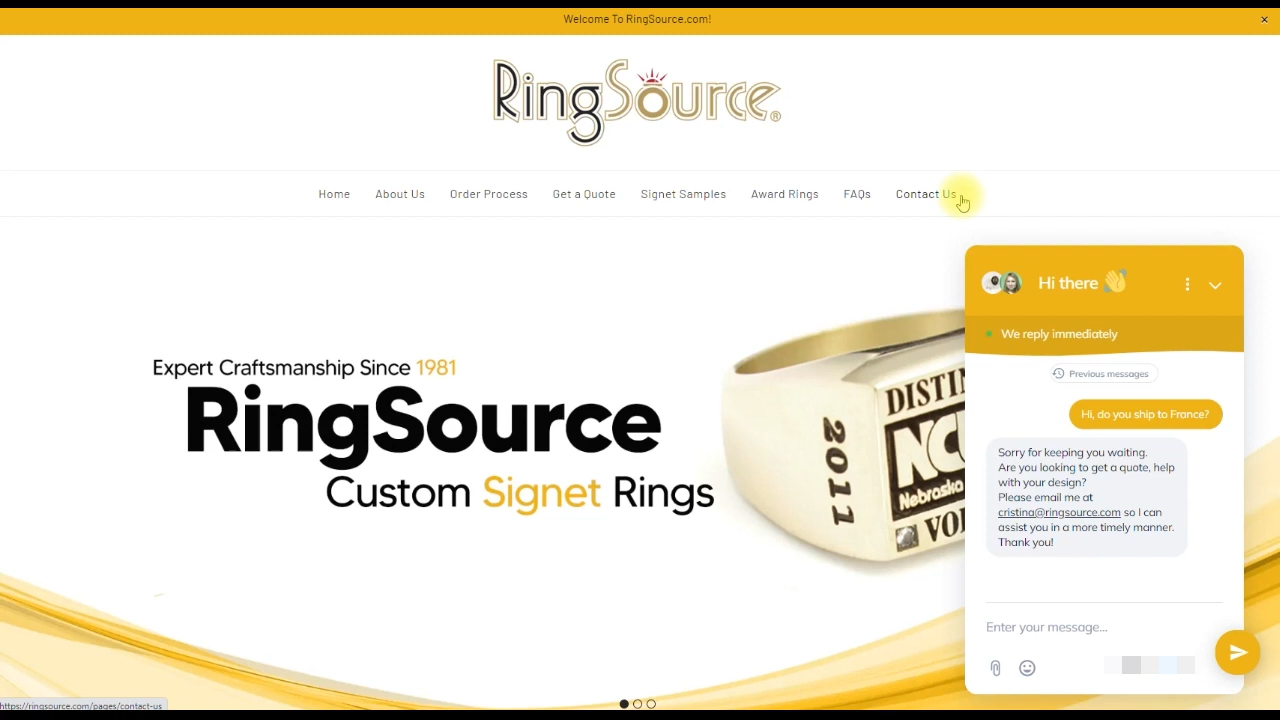 Welcome To RingSource.com!
RingSource®
Home About Us Order Process Get a Quote Signet Samples Award Rings FAQs Contact Us
Hi there
We reply immediately
Previous messages
Hi, do you ship to France?
Sorry for keeping you waiting.
Are you looking to get a quote, help
with your design?
Please email me at
cristina@ringsource.com so I can
assist you in a more timely manner.
Thank you!
Enter your message...
Expert Craftsmanship Since 1981
RingSource
Custom Signet Rings
2011
DISTIN
NCU
Nebraska
VO
https://ringsource.com/pages/contact-us